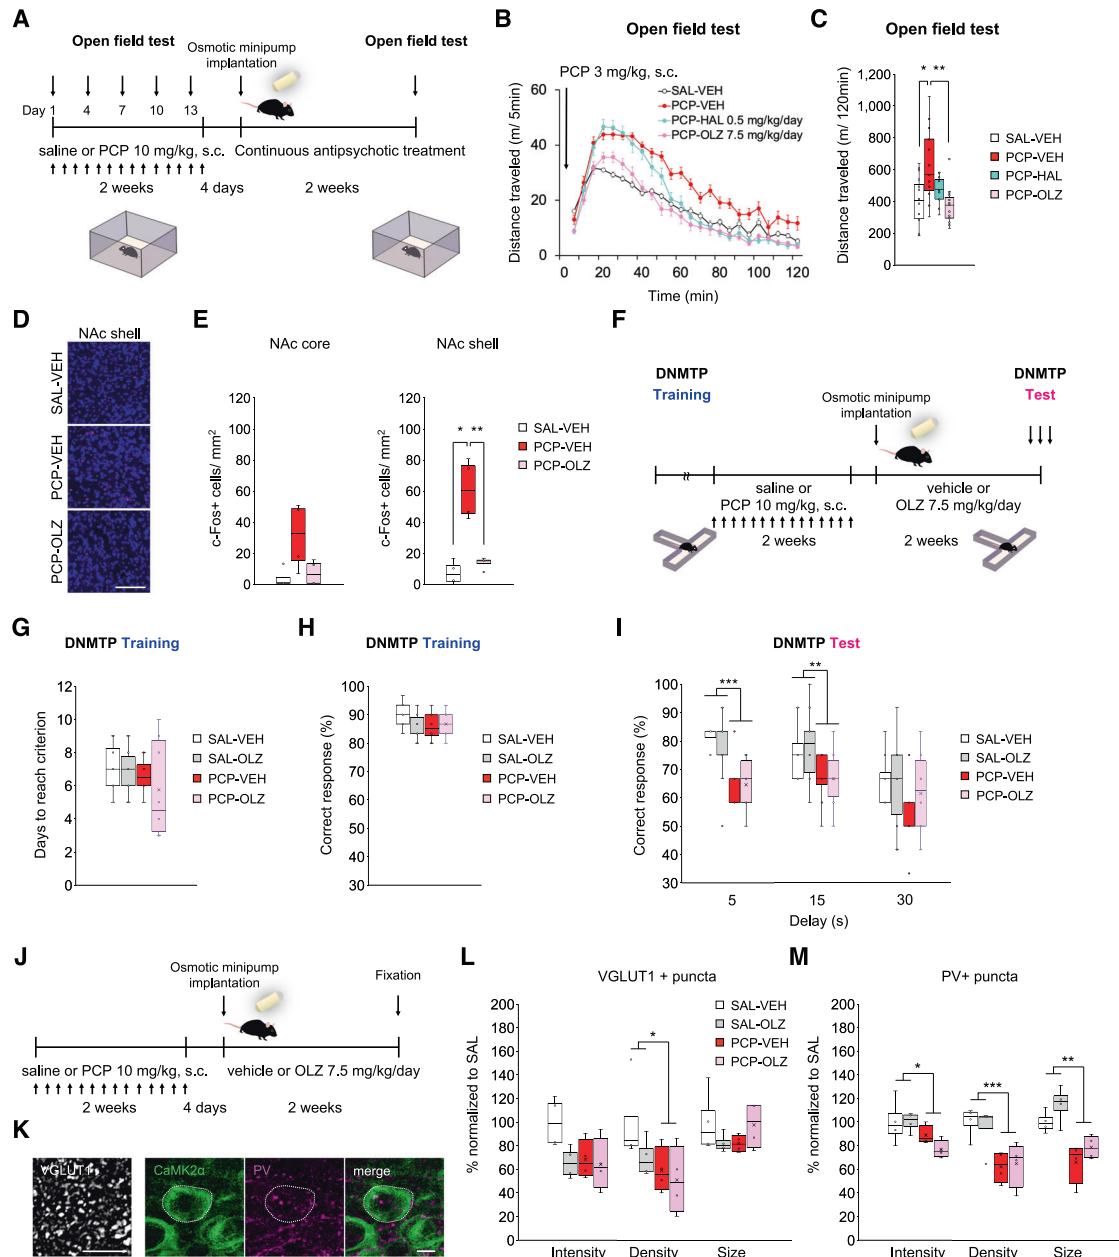 A
Open field test
Open field test
Osmotic minipump
implantation
Day 1 4 7 10 13
saline or PCP 10 mg/kg, s.c.
Continuous antipsychotic treatment
2 weeks
4 days
2 weeks
B
Open field test
PCP 3 mg/kg, s.c.
SAL-VEH
PCP-VEH
PCP-HAL 0.5 mg/kg/day
PCP-OLZ 7.5 mg/kg/day
Distance traveled (m/ 5min)
60
40
20
0
0 20 40 60 80 100 120
Time (min)
C
Open field test
* **
Distance traveled (m/ 120min)
1,200
1,000
800
600
400
200
0
SAL-VEH
PCP-VEH
PCP-HAL
PCP-OLZ
D
NAc shell
SAL-VEH
PCP-VEH
PCP-OLZ
E
NAc core
c-Fos+ cells/ mm2
120
100
80
60
40
20
0
NAc shell
c-Fos+ cells/ mm2
120
100
80
60
40
20
0
* **
SAL-VEH
PCP-VEH
PCP-OLZ
F
DNMTP
Training
DNMTP
Test
Osmotic minipump
implantation
saline or
PCP 10 mg/kg, s.c.
vehicle or
OLZ 7.5 mg/kg/day
2 weeks
2 weeks
G
DNMTP Training
Days to reach criterion
12
10
8
6
4
2
0
SAL-VEH
SAL-OLZ
PCP-VEH
PCP-OLZ
H
DNMTP Training
Correct response (%)
100
90
80
70
60
50
40
30
SAL-VEH
SAL-OLZ
PCP-VEH
PCP-OLZ
I
DNMTP Test
Correct response (%)
100
90
80
70
60
50
40
30
*** **
5 15 30
Delay (s)
SAL-VEH
SAL-OLZ
PCP-VEH
PCP-OLZ
J
Osmotic minipump
implantation
Fixation
saline or PCP 10 mg/kg, s.c.
vehicle or OLZ 7.5 mg/kg/day
2 weeks
4 days
2 weeks
K
VGLUT1
CaMK2α
PV
merge
L
VGLUT1 + puncta
% normalized to SAL
200
180
160
140
120
100
80
60
40
20
0
*
SAL-VEH
SAL-OLZ
PCP-VEH
PCP-OLZ
Intensity Density Size
M
PV+ puncta
% normalized to SAL
200
180
160
140
120
100
80
60
40
20
0
* *** **
Intensity Density Size